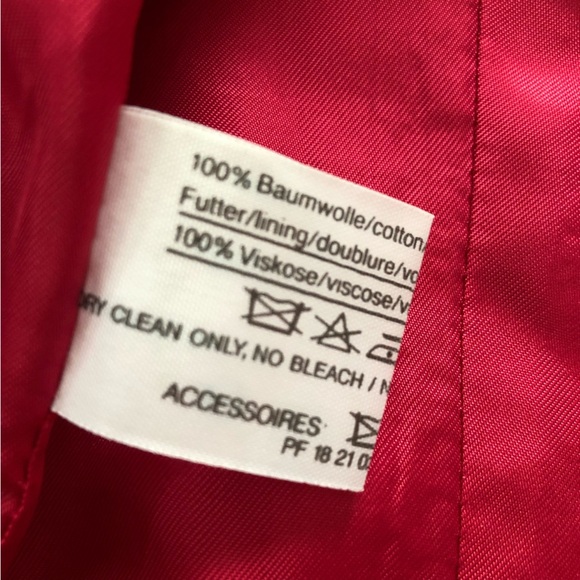 100% Baumwolle/cotton
Futter/lining/doublure/
100% Viskose/viscose/
DRY CLEAN ONLY, NO BLEACH /
ACCESSOIRES
PF 18 21